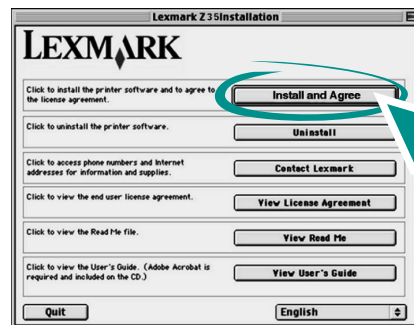 Lexmark Z35Installation
LEXMARK
Click to install the printer software and to agree to
the license agreement.
Install and Agree
Click to uninstall the printer software.
Uninstall
Click to access phone numbers and Internet
addresses for information and supplies.
Contact Lexmark
Click to view the end user license agreement.
View License Agreement
Click to view the Read Me file.
View Read Me
Click to view the User's Guide. (Adobe Acrobat is
required and included on the CD.)
View User's Guide
Quit
English